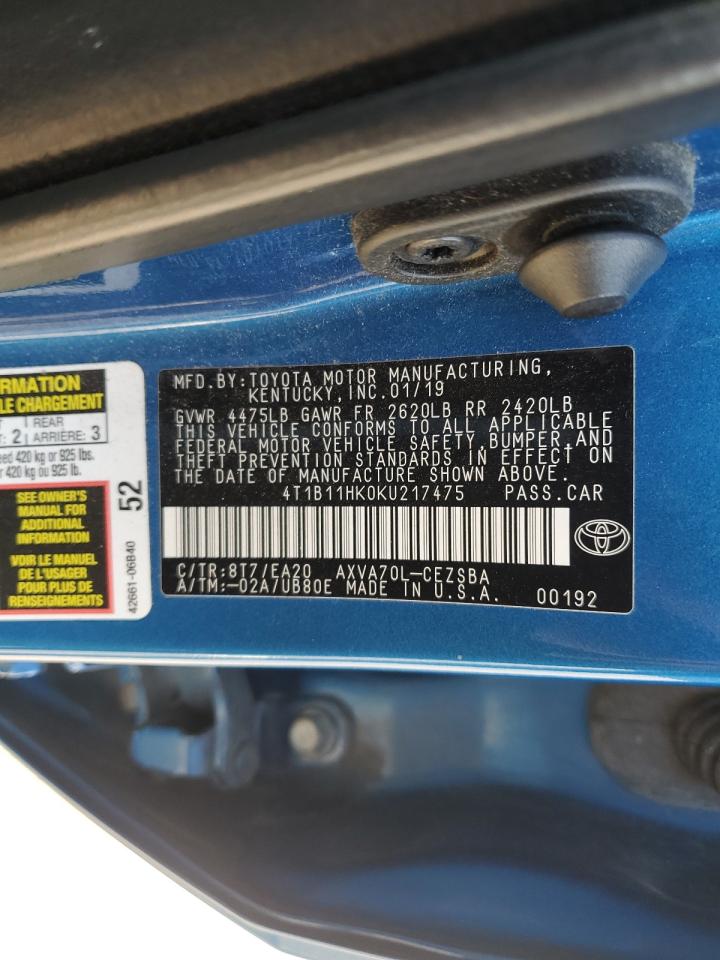 MFD.BY:TOYOTA MOTOR MANUFACTURING,
KENTUCKY, INC.01/19
GVWR 4475LB GAWR FR 2620LB RR 2420LB
THIS VEHICLE CONFORMS TO ALL APPLICABLE
FEDERAL MOTOR VEHICLE SAFETY BUMPER,AND
THEFT PREVENTION STANDARDS IN EFFECT ON
THE DATE OF MANUFACTURE SHOWN ABOVE.
4T1B11HK0KU217475 PASS.CAR
C/TR:8T7/EA20 AXVA70L-CEZSBA
A/TM:-02A/UB80E MADE IN U.S.A. 00192
CHARGEMENT
REAR
2 ARRIÈRE: 3
420 kg or 925 lbs.
420 kg ou 925 lb.
SEE OWNER'S
MANUAL FOR
ADDITIONAL
INFORMATION
VOIR LE MANUEL
DE L'USAGER
POUR PLUS DE
RENSEIGNEMENTS
52
42661-06B40